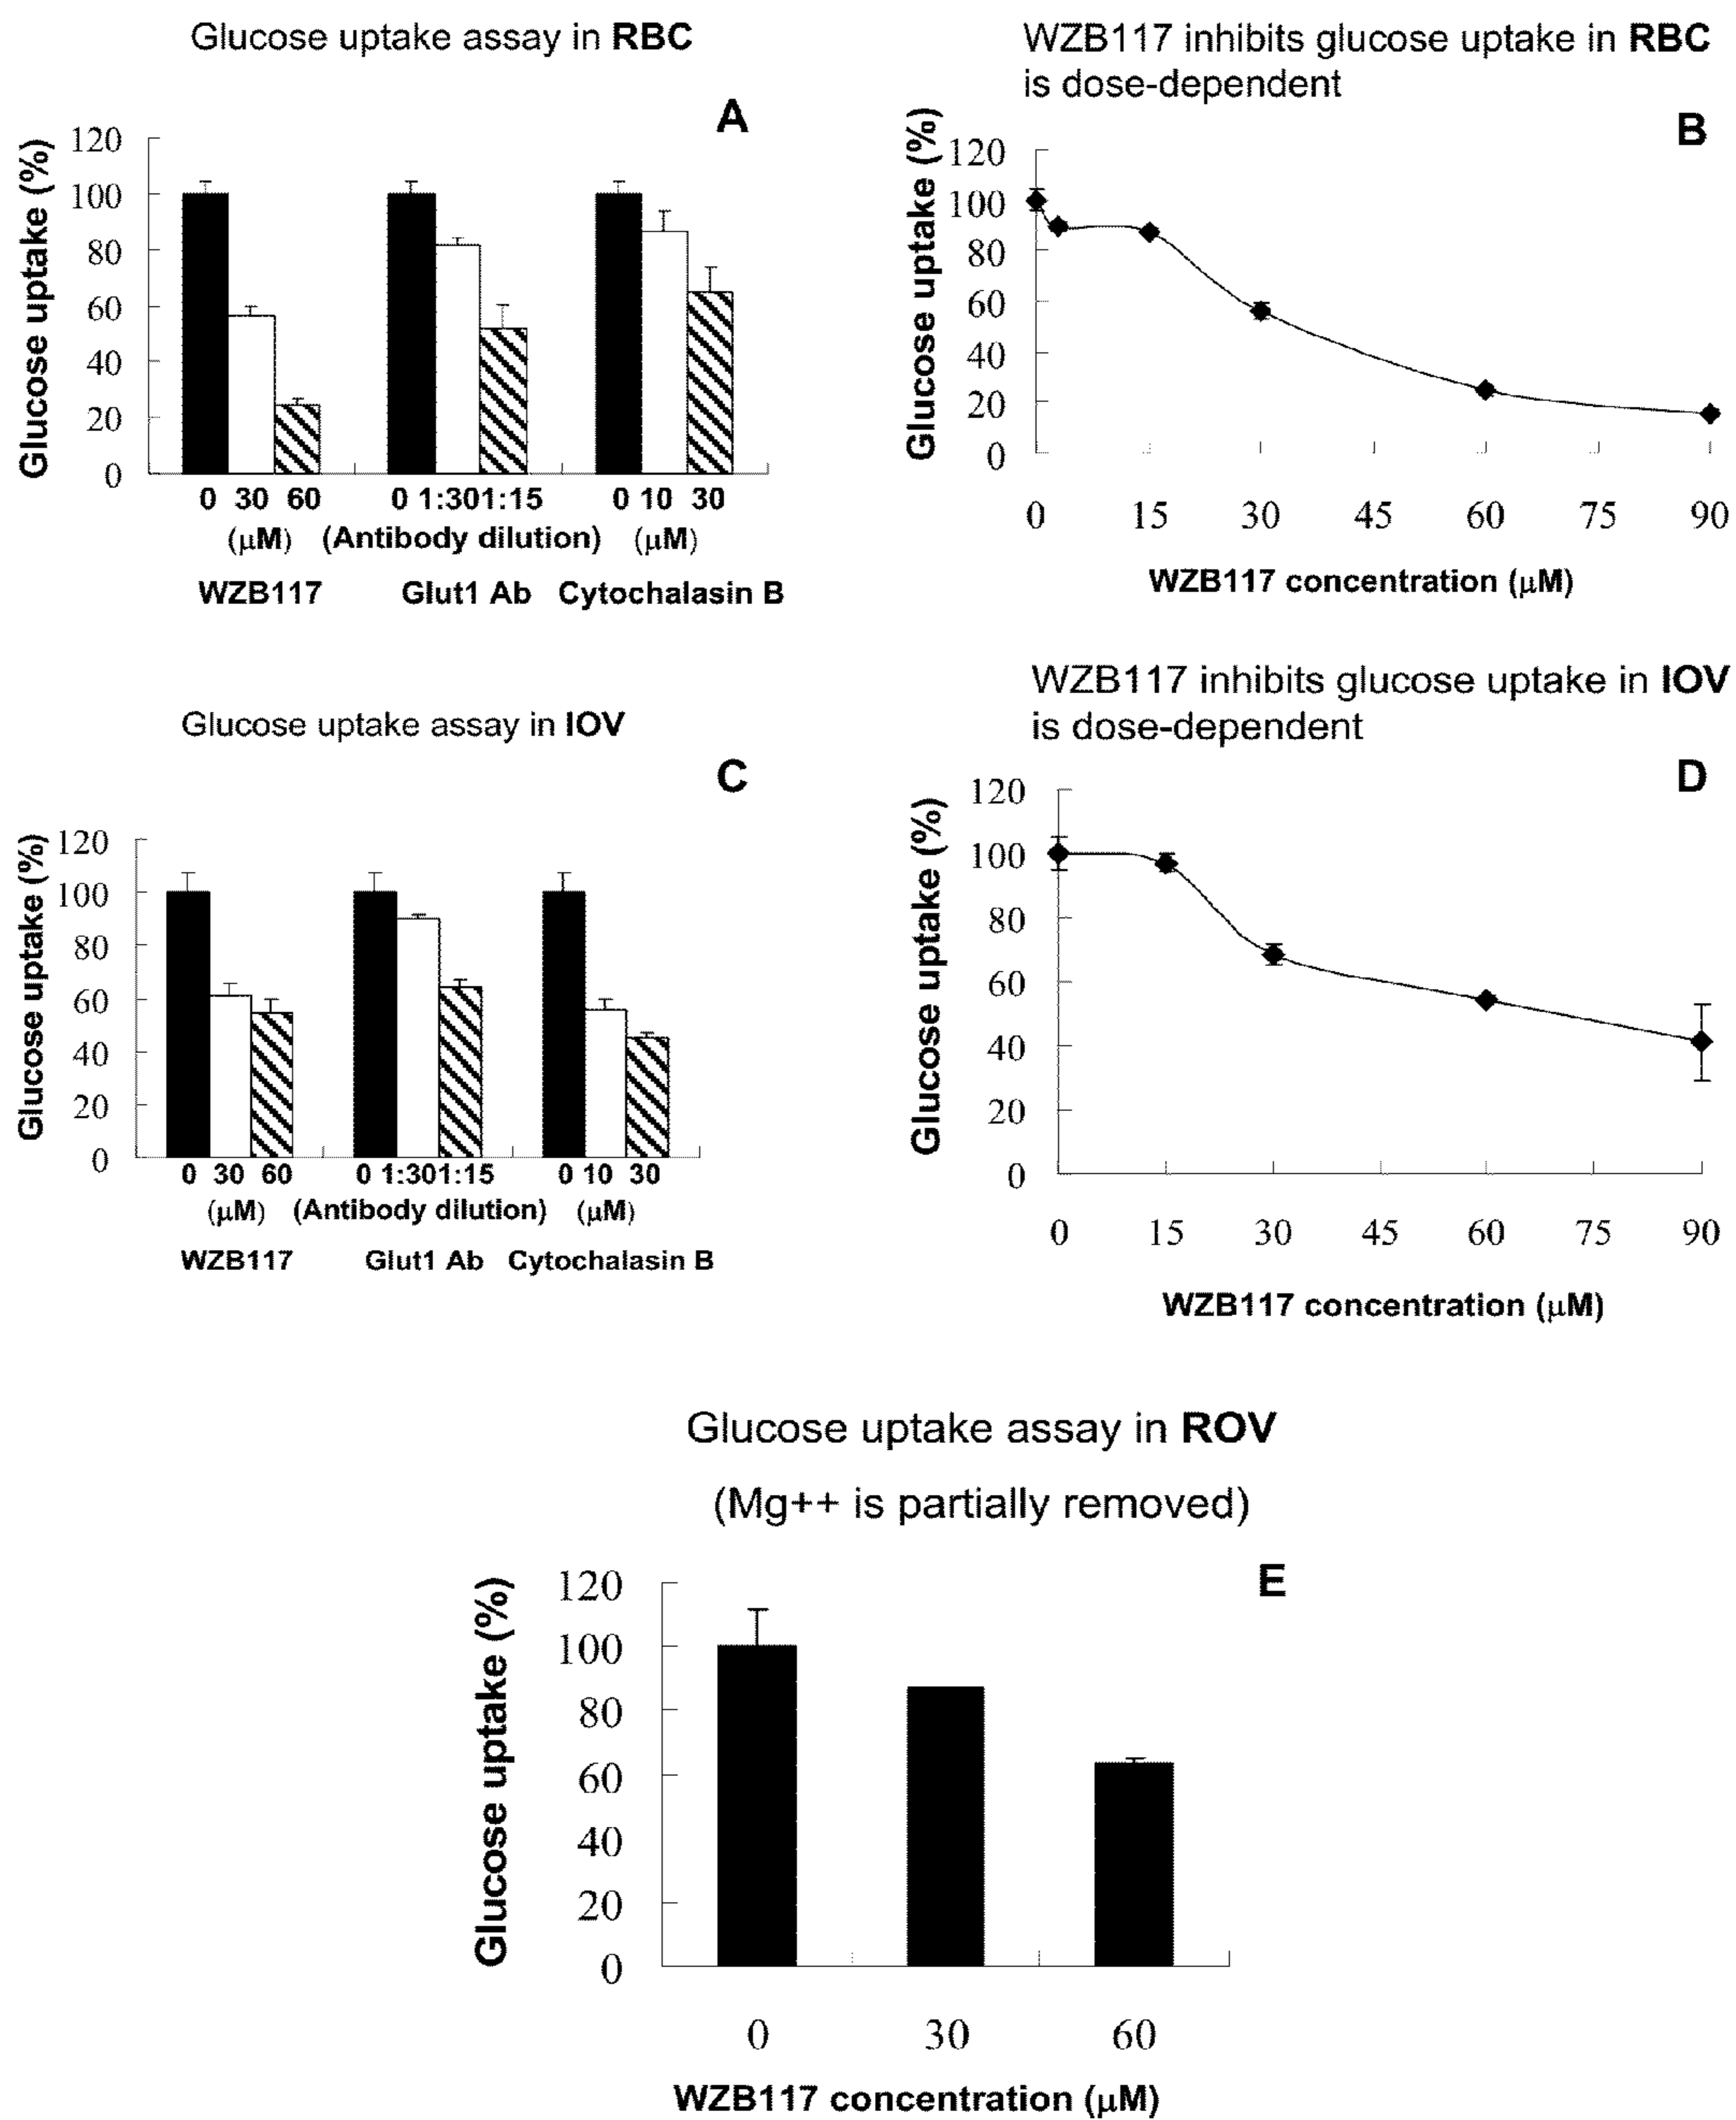 Glucose uptake assay in RBC
A
Glucose uptake (%)
120
100
80
60
40
20
0
0 30 60 0 1:301:15 0 10 30
(μM) (Antibody dilution) (μM)
WZB117 Glut1 Ab Cytochalasin B
WZB117 inhibits glucose uptake in RBC
is dose-dependent
B
Glucose uptake (%)
120
100
80
60
40
20
0
0 15 30 45 60 75 90
WZB117 concentration (μM)
Glucose uptake assay in IOV
C
Glucose uptake (%)
120
100
80
60
40
20
0
0 30 60 0 1:301:15 0 10 30
(μM) (Antibody dilution) (μM)
WZB117 Glut1 Ab Cytochalasin B
WZB117 inhibits glucose uptake in IOV
is dose-dependent
D
Glucose uptake (%)
120
100
80
60
40
20
0
0 15 30 45 60 75 90
WZB117 concentration (μM)
Glucose uptake assay in ROV
(Mg++ is partially removed)
E
Glucose uptake (%)
120
100
80
60
40
20
0
0 30 60
WZB117 concentration (μM)